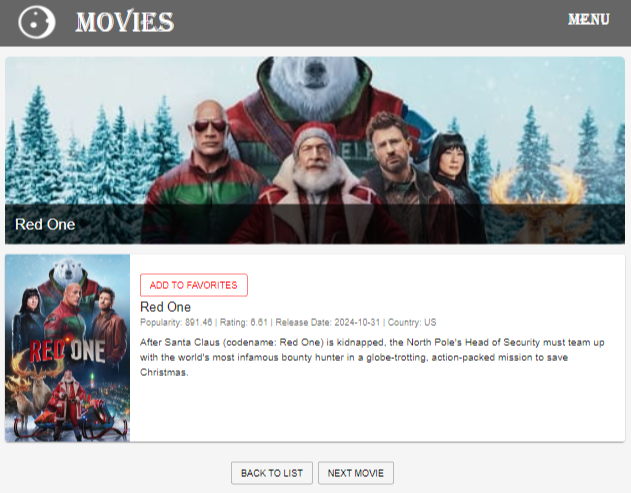 MOVIES
MENU
Red One
ADD TO FAVORITES
Red One
Popularity: 891.46 | Rating: 6.61 | Release Date: 2024-10-31 | Country: US
After Santa Claus (codename: Red One) is kidnapped, the North Pole's Head of Security must team up
with the world's most infamous bounty hunter in a globe-trotting, action-packed mission to save
Christmas.
RED ONE
BACK TO LIST
NEXT MOVIE